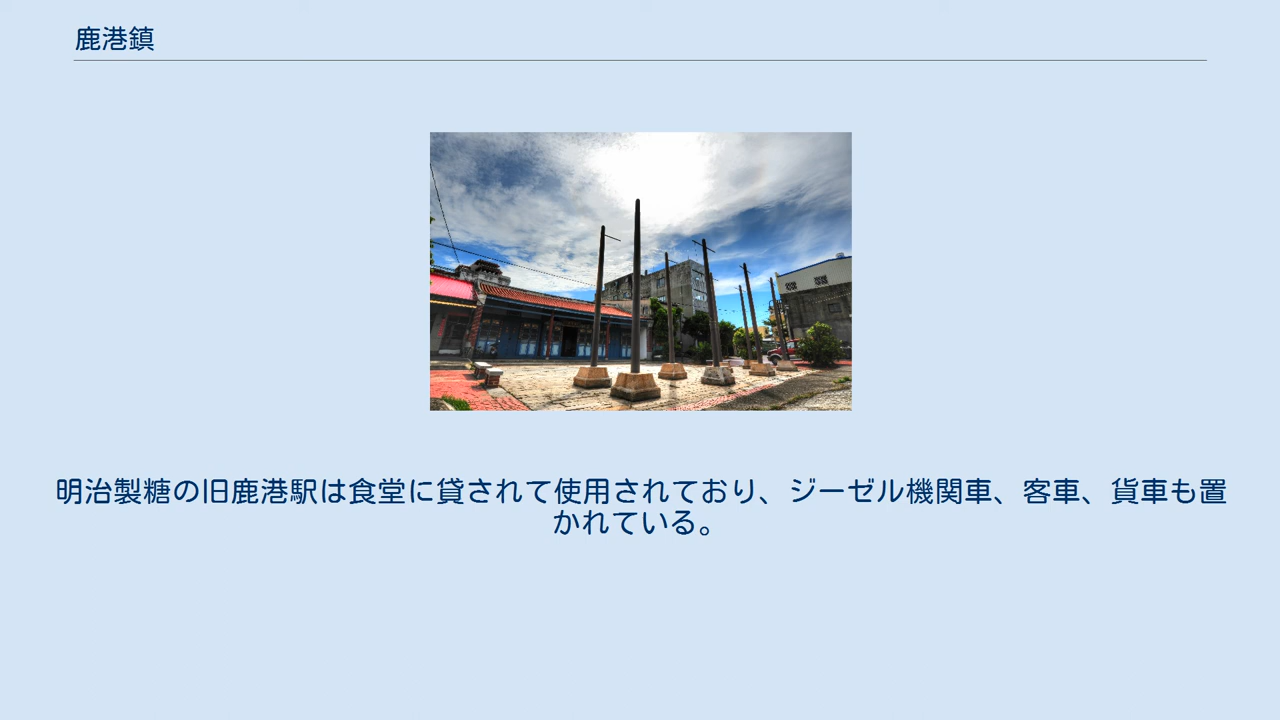 鹿港鎮
明治製糖の旧鹿港駅は食堂に貸されて使用されており、ジーゼル機関車、客車、貨車も置
かれている。